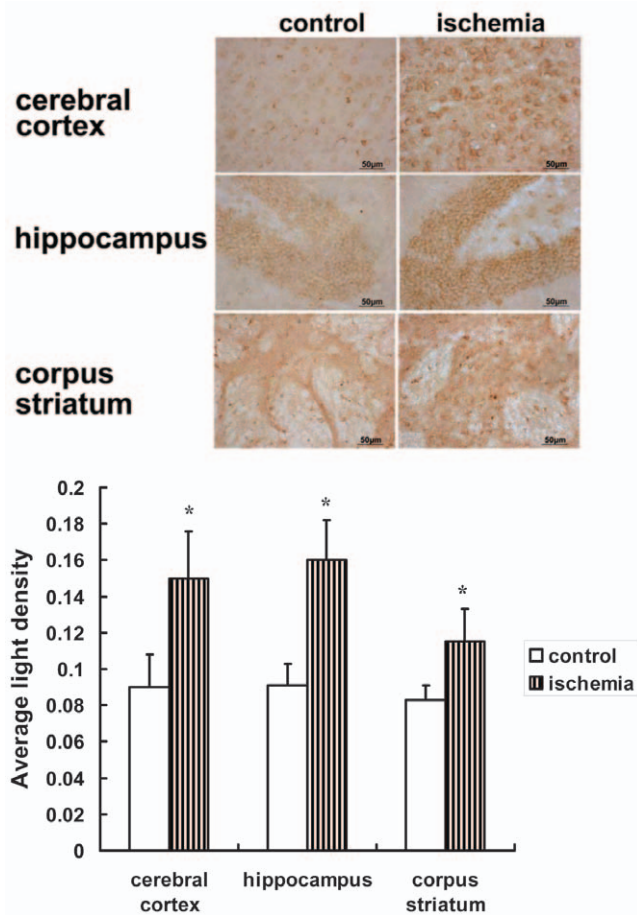 control ischemia
cerebral
cortex
50µm 50µm
hippocampus
50µm 50µm
corpus
striatum
50µm 50µm
Average light density
0.2
0.18
0.16
0.14
0.12
0.1
0.08
0.06
0.04
0.02
0
* * *
control
ischemia
cerebral
cortex
hippocampus
corpus
striatum